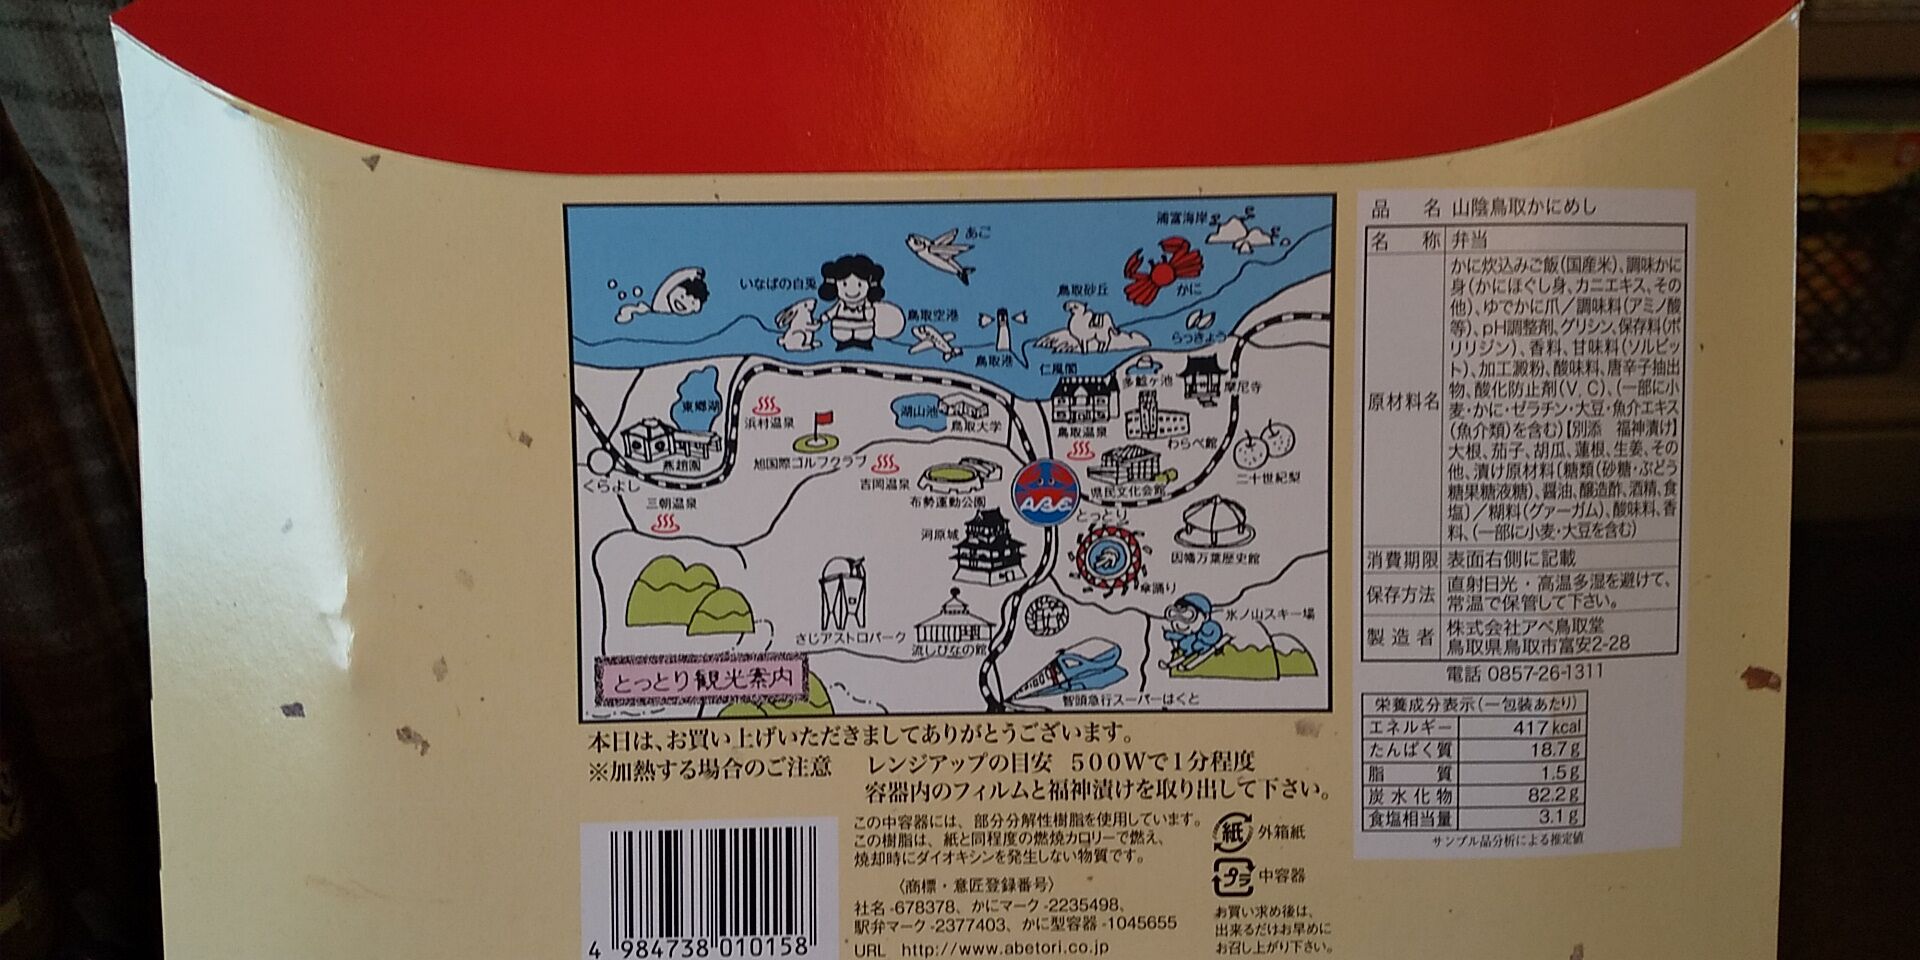 浦富海岸
あご
いなばの白兎
鳥取砂丘
かに
鳥取空港
らっきょう
鳥取港
仁風閣
多鯰ヶ池
摩尼寺
東郷湖
浜村温泉
湖山池
鳥取大学
鳥取温泉
わらべ館
燕趙園
旭国際ゴルフクラブ
吉岡温泉
県民文化会館
二十世紀梨
くらよし
三朝温泉
布勢運動公園
ABC
とっとり
河原城
因幡万葉歴史館
傘踊り
さじアストロパーク
流しびなの館
氷ノ山スキー場
とっとり観光案内
智頭急行スーパーはくと
本日は、お買い上げいただきましてありがとうございます。
※加熱する場合のご注意 レンジアップの目安 500Wで1分程度
容器内のフィルムと福神漬けを取り出して下さい。
この中容器には、部分分解性樹脂を使用しています。
この樹脂は、紙と同程度の燃焼カロリーで燃え、
焼却時にダイオキシンを発生しない物質です。
〈商標・意匠登録番号〉
社名-678378、かにマーク-2235498、
駅弁マーク-2377403、かに型容器-1045655
URL http://www.abetori.co.jp
4 984738 010158
紙 外箱紙
プラ 中容器
お買い求め後は、
出来るだけお早めに
お召し上がり下さい。
品名 山陰鳥取かにめし
名称 弁当
原材料名
かに炊込みご飯(国産米)、調味かに
身(かにほぐし身、カニエキス、その
他)、ゆでかに爪/調味料(アミノ酸
等)、pH調整剤、グリシン、保存料(ポ
リリジン)、香料、甘味料(ソルビッ
ト)、加工澱粉、酸味料、唐辛子抽出
物、酸化防止剤(V.C)、(一部に小
麦・かに・ゼラチン・大豆・魚介エキス
(魚介類)を含む)【別添 福神漬け】
大根、茄子、胡瓜、蓮根、生姜、その
他、漬け原材料(糖類(砂糖・ぶどう
糖果糖液糖)、醤油、醸造酢、酒精、食
塩)/糊料(グァーガム)、酸味料、香
料、(一部に小麦・大豆を含む)
消費期限 表面右側に記載
保存方法 直射日光・高温多湿を避けて、
常温で保管して下さい。
製造者 株式会社アベ鳥取堂
鳥取県鳥取市富安2-28
電話 0857-26-1311
栄養成分表示(一包装あたり)
エネルギー 417kcal
たんぱく質 18.7g
脂質 1.5g
炭水化物 82.2g
食塩相当量 3.1g
サンプル品分析による推定値